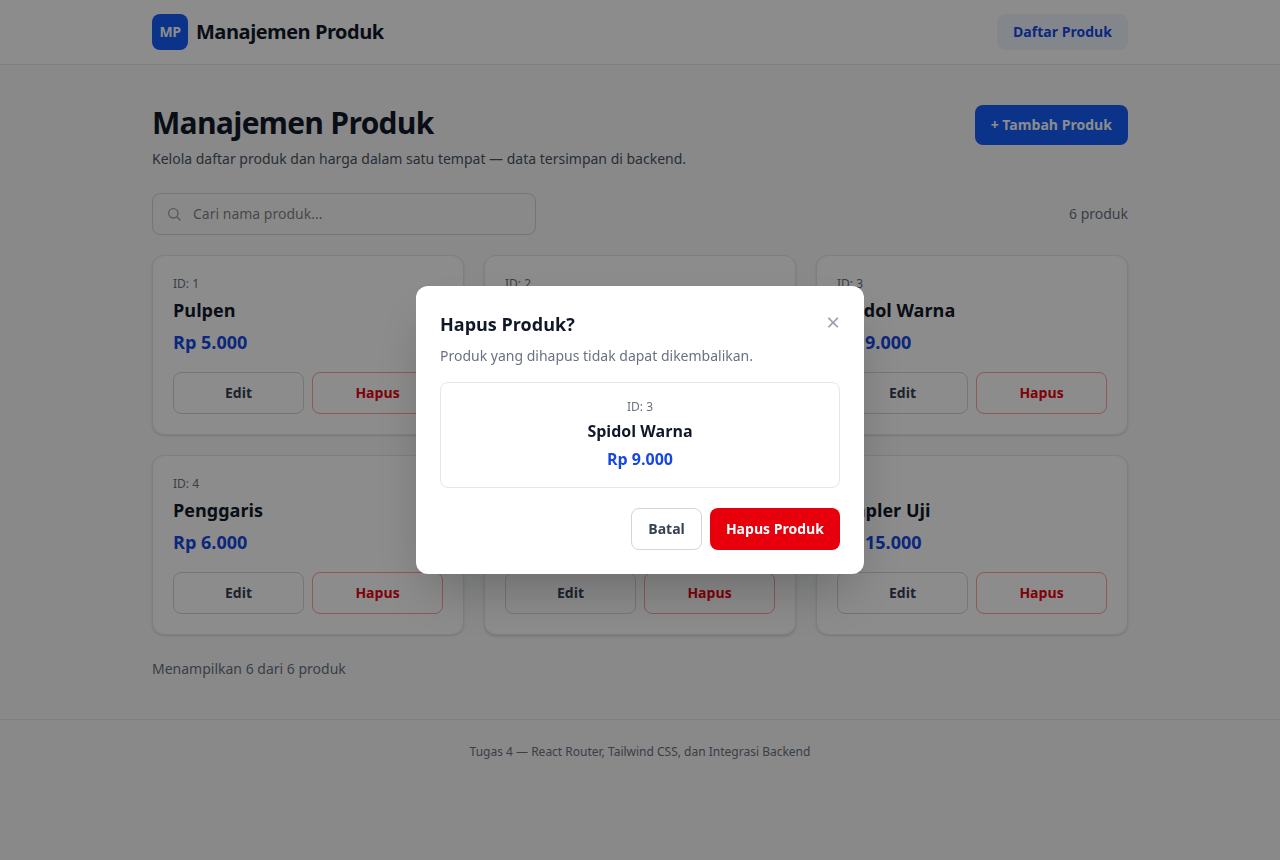 MP Manajemen Produk
Daftar Produk
Manajemen Produk
+ Tambah Produk
Kelola daftar produk dan harga dalam satu tempat — data tersimpan di backend.
Cari nama produk...
6 produk
ID: 1
Pulpen
Rp 5.000
Edit
Hapus
ID: 2
ID: 3
9.000
Edit
Hapus
Hapus Produk?
×
Produk yang dihapus tidak dapat dikembalikan.
ID: 3
Spidol Warna
Rp 9.000
Batal
Hapus Produk
ID: 4
Penggaris
Rp 6.000
Edit
Hapus
Edit
Hapus
Uji
15.000
Edit
Hapus
Menampilkan 6 dari 6 produk
Tugas 4 — React Router, Tailwind CSS, dan Integrasi Backend